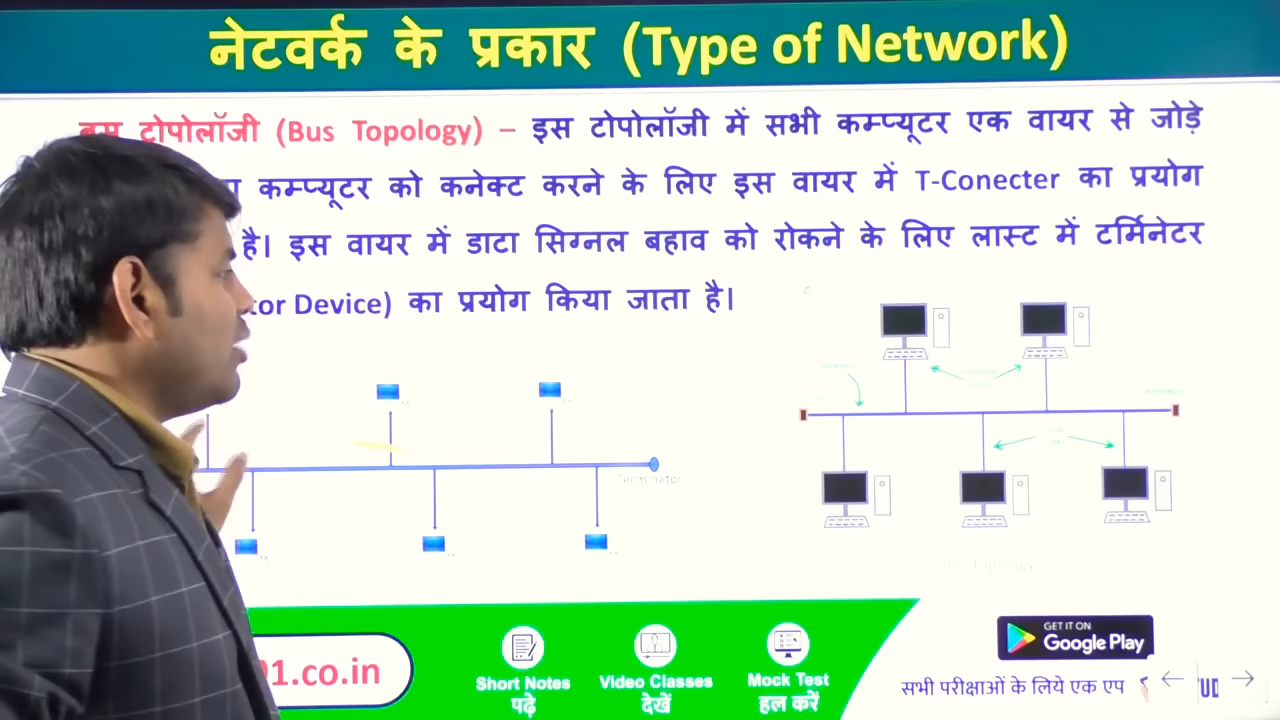 नेटवर्क के प्रकार (Type of Network)
टोपोलॉजी (Bus Topology) – इस टोपोलॉजी में सभी कम्प्यूटर एक वायर से जोड़े
कम्प्यूटर को कनेक्ट करने के लिए इस वायर में T-Conecter का प्रयोग
है। इस वायर में डाटा सिग्नल बहाव को रोकने के लिए लास्ट में टर्मिनेटर
tor Device) का प्रयोग किया जाता है।
Terminator
1.co.in
Short Notes
पढ़े
Video Classes
देखें
Mock Test
हल करें
GET IT ON
Google Play
सभी परीक्षाओं के लिये एक एप